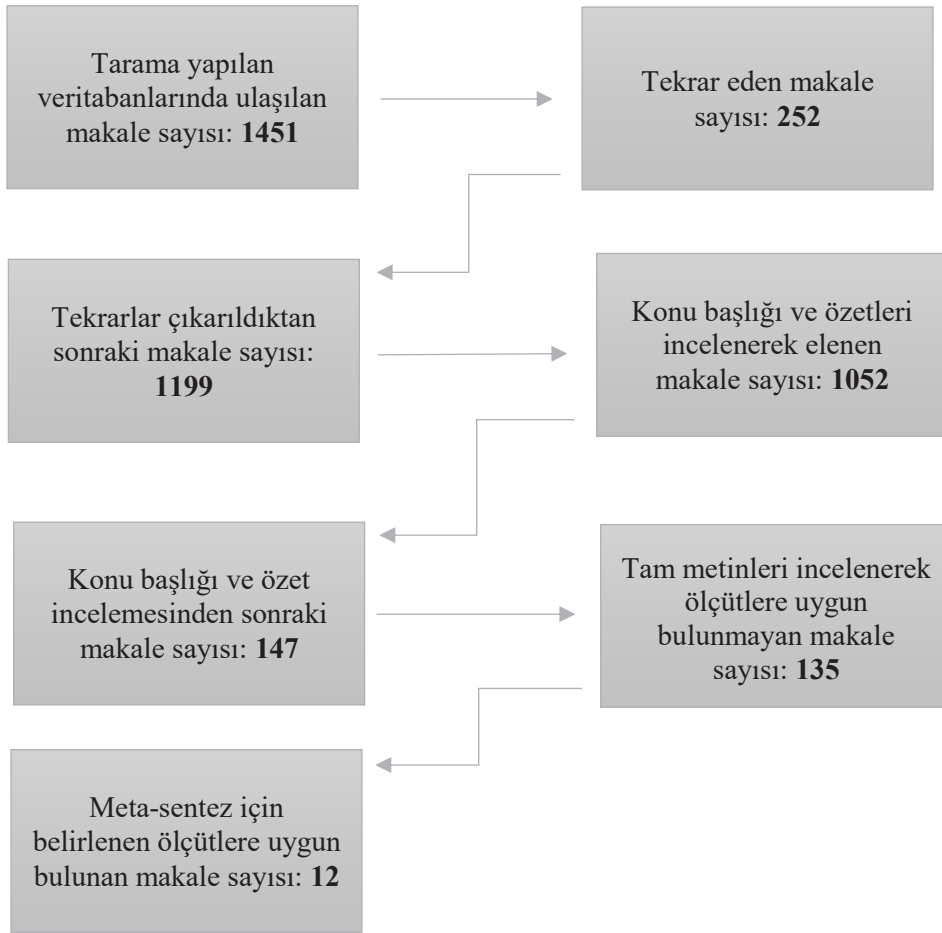 Tarama yapılan
veritabanlarında ulaşılan
makale sayısı: 1451
Tekrar eden makale
sayısı: 252
Tekrarlar çıkarıldıktan
sonraki makale sayısı:
1199
Konu başlığı ve özetleri
incelenerek elenen
makale sayısı: 1052
Konu başlığı ve özet
incelemesinden sonraki
makale sayısı: 147
Tam metinleri incelenerek
ölçütlere uygun
bulunmayan makale
sayısı: 135
Meta-sentez için
belirlenen ölçütlere uygun
bulunan makale sayısı: 12